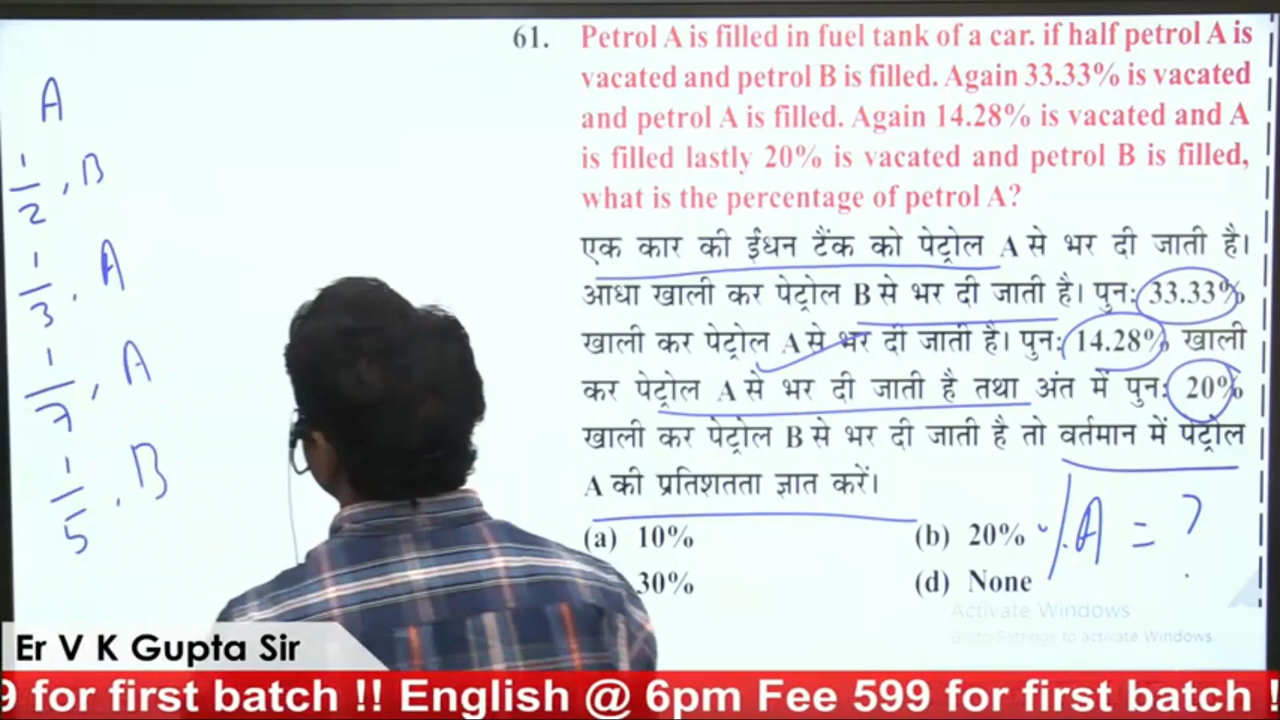 A
1/2 , B
1/3 , A
1/7 , A
1/5 , B
61. Petrol A is filled in fuel tank of a car. if half petrol A is
vacated and petrol B is filled. Again 33.33% is vacated
and petrol A is filled. Again 14.28% is vacated and A
is filled lastly 20% is vacated and petrol B is filled,
what is the percentage of petrol A?
एक कार की ईंधन टैंक को पेट्रोल A से भर दी जाती है।
आधा खाली कर पेट्रोल B से भर दी जाती है। पुनः 33.33%
खाली कर पेट्रोल A से भर दी जाती है। पुनः 14.28% खाली
कर पेट्रोल A से भर दी जाती है तथा अंत में पुनः 20%
खाली कर पेट्रोल B से भर दी जाती है तो वर्तमान में पेट्रोल
A की प्रतिशतता ज्ञात करें।
(a) 10% (b) 20%
30% (d) None
% A = ?
Activate Windows
Go to Settings to activate Windows.
Er V K Gupta Sir
9 for first batch !! English @ 6pm Fee 599 for first batch !